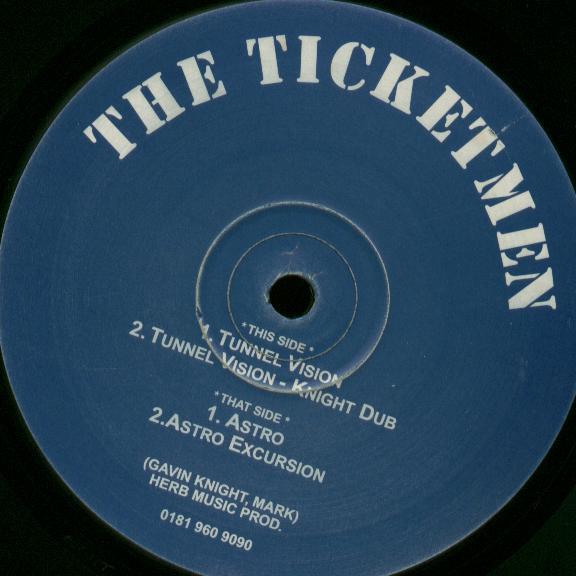 THE TICKETMEN
*THIS SIDE*
1. TUNNEL VISION
2. TUNNEL VISION - KNIGHT DUB
*THAT SIDE*
1. ASTRO
2.ASTRO EXCURSION
(GAVIN KNIGHT, MARK)
HERB MUSIC PROD.
0181 960 9090